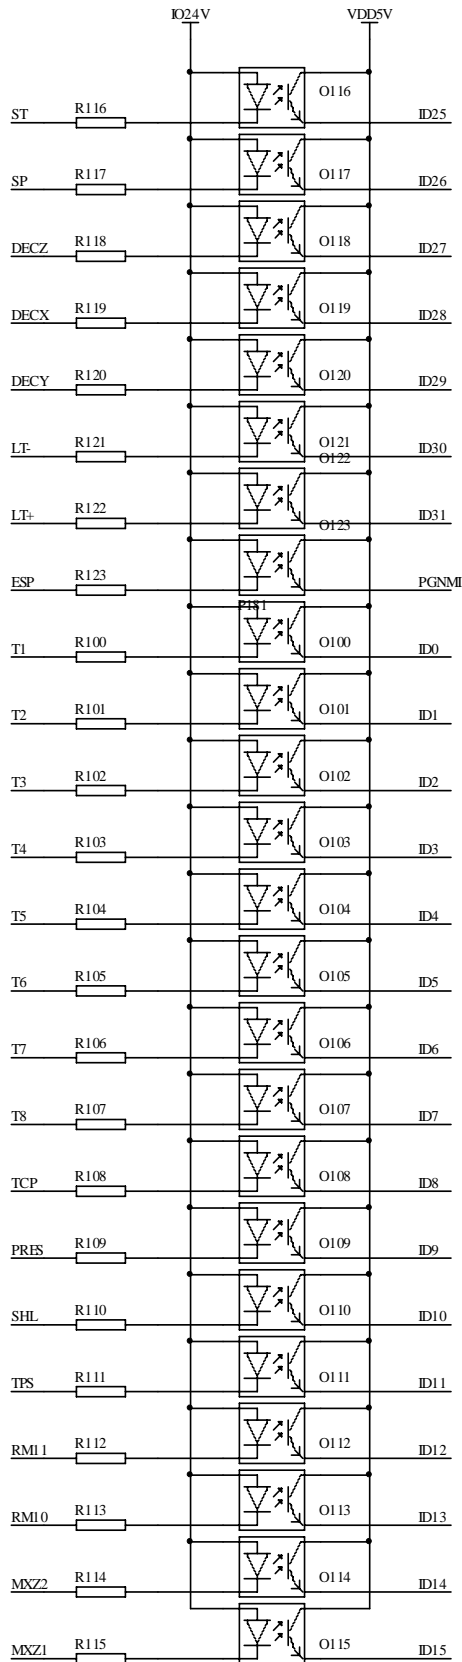 IO24V VDD5V
ST R116 O116 ID25
SP R117 O117 ID26
DECZ R118 O118 ID27
DECX R119 O119 ID28
DECY R120 O120 ID29
LT- R121 O121 ID30
O122
LT+ R122 ID31
O123
ESP R123 PGNMI
P181
T1 R100 O100 ID0
T2 R101 O101 ID1
T3 R102 O102 ID2
T4 R103 O103 ID3
T5 R104 O104 ID4
T6 R105 O105 ID5
T7 R106 O106 ID6
T8 R107 O107 ID7
TCP R108 O108 ID8
PRES R109 O109 ID9
SHL R110 O110 ID10
TPS R111 O111 ID11
RM11 R112 O112 ID12
RM10 R113 O113 ID13
MXZ2 R114 O114 ID14
MXZ1 R115 O115 ID15